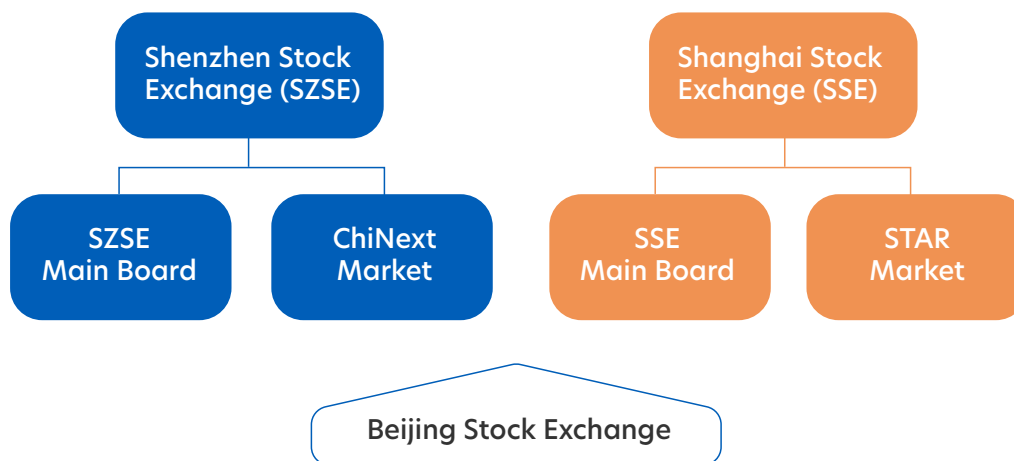 Shenzhen Stock
Exchange (SZSE)
Shanghai Stock
Exchange (SSE)
SZSE
Main Board
ChiNext
Market
SSE
Main Board
STAR
Market
Beijing Stock Exchange